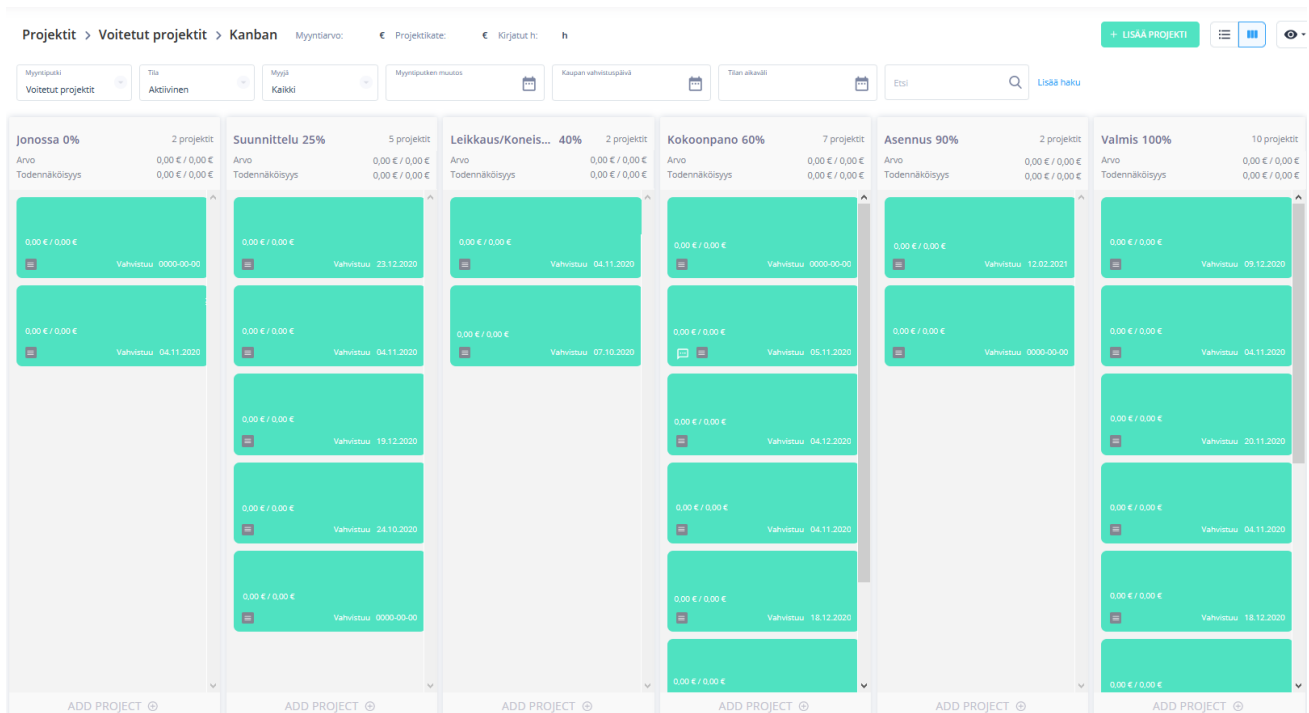 Projektit > Voitetut projektit > Kanban Myyntiarvo: € Projektikate: € Kirjatut h: h
+ LISÄÄ PROJEKTI
Myyntiputki
Voitetut projektit
Tila
Aktiivinen
Myyjä
Kaikki
Myyntiputken muutos
Kaupan vahvistuspäivä
Tilan aikaväli
Etsi
Lisää haku
Jonossa 0% 2 projektit
Arvo 0,00 € / 0,00 €
Todennäköisyys 0,00 € / 0,00 €
0,00 € / 0,00 €
Vahvistuu 0000-00-00
0,00 € / 0,00 €
Vahvistuu 04.11.2020
ADD PROJECT
Suunnittelu 25% 5 projektit
Arvo 0,00 € / 0,00 €
Todennäköisyys 0,00 € / 0,00 €
0,00 € / 0,00 €
Vahvistuu 23.12.2020
0,00 € / 0,00 €
Vahvistuu 04.11.2020
0,00 € / 0,00 €
Vahvistuu 19.12.2020
0,00 € / 0,00 €
Vahvistuu 24.10.2020
0,00 € / 0,00 €
Vahvistuu 0000-00-00
ADD PROJECT
Leikkaus/Koneis... 40% 2 projektit
Arvo 0,00 € / 0,00 €
Todennäköisyys 0,00 € / 0,00 €
0,00 € / 0,00 €
Vahvistuu 04.11.2020
0,00 € / 0,00 €
Vahvistuu 07.10.2020
ADD PROJECT
Kokoonpano 60% 7 projektit
Arvo 0,00 € / 0,00 €
Todennäköisyys 0,00 € / 0,00 €
0,00 € / 0,00 €
Vahvistuu 0000-00-00
0,00 € / 0,00 €
Vahvistuu 05.11.2020
0,00 € / 0,00 €
Vahvistuu 04.12.2020
0,00 € / 0,00 €
Vahvistuu 04.11.2020
0,00 € / 0,00 €
Vahvistuu 18.12.2020
0,00 € / 0,00 €
ADD PROJECT
Asennus 90% 2 projektit
Arvo 0,00 € / 0,00 €
Todennäköisyys 0,00 € / 0,00 €
0,00 € / 0,00 €
Vahvistuu 12.02.2021
0,00 € / 0,00 €
Vahvistuu 0000-00-00
ADD PROJECT
Valmis 100% 10 projektit
Arvo 0,00 € / 0,00 €
Todennäköisyys 0,00 € / 0,00 €
0,00 € / 0,00 €
Vahvistuu 09.12.2020
0,00 € / 0,00 €
Vahvistuu 04.11.2020
0,00 € / 0,00 €
Vahvistuu 20.11.2020
0,00 € / 0,00 €
Vahvistuu 04.11.2020
0,00 € / 0,00 €
Vahvistuu 18.12.2020
0,00 € / 0,00 €
ADD PROJECT